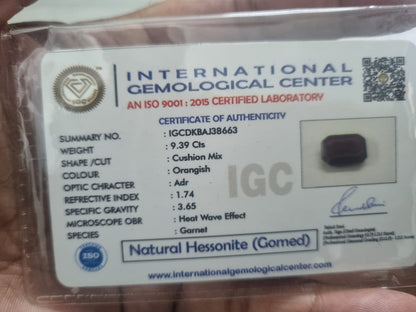 INTERNATIONAL
GEMOLOGICAL CENTER
AN ISO 9001 : 2015 CERTIFIED LABORATORY
CERTIFICATE OF AUTHENTICITY
SUMMARY NO. : IGCDKBAJ38663
WEIGHT : 9.39 Cts
SHAPE /CUT : Cushion Mix
COLOUR : Orangish
OPTIC CHARACTER : Adr
REFRECTIVE INDEX : 1.74
SPECIFIC GRAVITY : 3.65
MICROSCOPE OBR : Heat Wave Effect
SPECIES : Garnet
IGC
IGC
ISO
Natural Hessonite (Gomed)
www.internationalgemologicalcenter.com